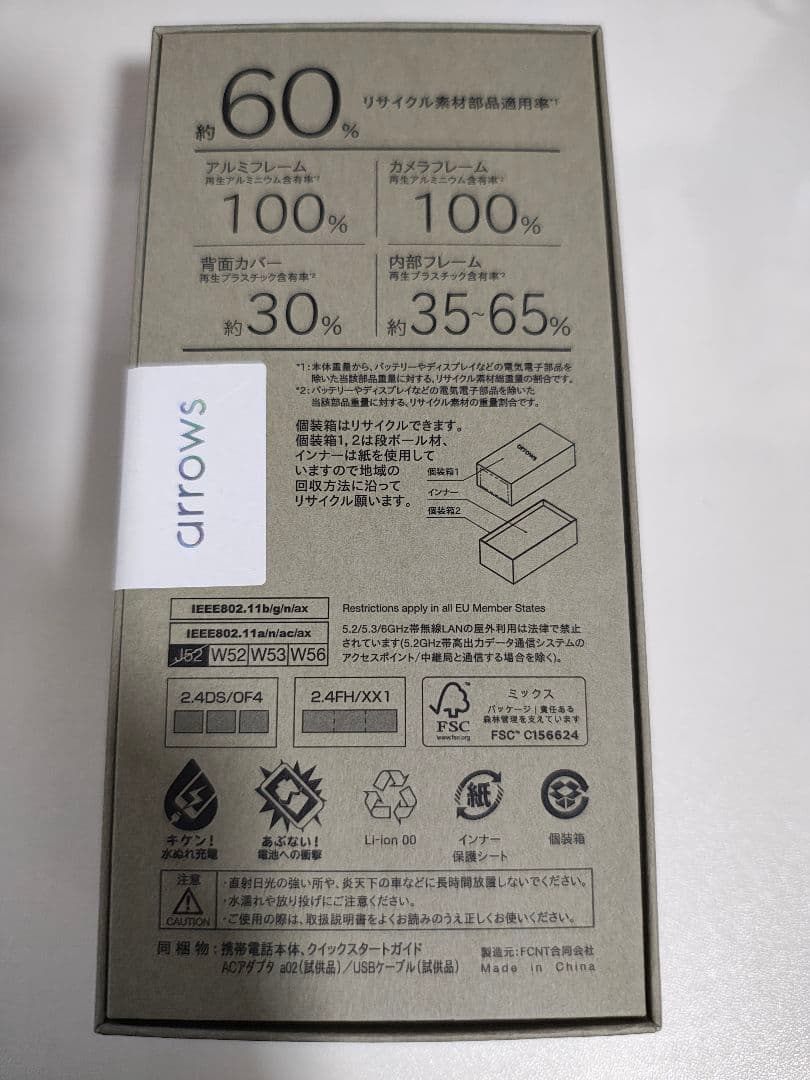 約60% リサイクル素材部品適用率*1
アルミフレーム
再生アルミニウム含有率*2
100%
カメラフレーム
再生アルミニウム含有率*2
100%
背面カバー
再生プラスチック含有率*2
約30%
内部フレーム
再生プラスチック含有率*2
約35~65%
*1:本体重量から、バッテリーやディスプレイなどの電気電子部品を
除いた当該部品重量に対する、リサイクル素材総重量の割合です。
*2:バッテリーやディスプレイなどの電気電子部品を除いた
当該部品重量に対する、リサイクル素材の重量割合です。
arrows
個装箱はリサイクルできます。
個装箱1,2は段ボール材、
インナーは紙を使用して
いますので地域の
回収方法に沿って
リサイクル願います。
arrows
個装箱1
インナー
個装箱2
IEEE802.11b/g/n/ax
IEEE802.11a/n/ac/ax
J52 W52 W53 W56
Restrictions apply in all EU Member States
5.2/5.3/6GHz帯無線LANの屋外利用は法律で禁止
されています(5.2GHz帯高出力データ通信システムの
アクセスポイント/中継局と通信する場合を除く)。
2.4DS/OF4
2.4FH/XX1
FSC
www.fsc.org
ミックス
パッケージ|責任ある
森林管理を支えています
FSC™ C156624
キケン!
水ぬれ充電
あぶない!
電池への衝撃
Li-ion 00
紙
インナー
保護シート
個装箱
注意
CAUTION
・直射日光の強い所や、炎天下の車などに長時間放置しないでください。
・水濡れや放り投げにご注意ください。
・ご使用の際は、取扱説明書をよくお読みのうえ正しくお使いください。
同梱物:携帯電話本体、クイックスタートガイド
ACアダプタ a02(試供品)/USBケーブル(試供品)
製造元:FCNT合同会社
Made in China